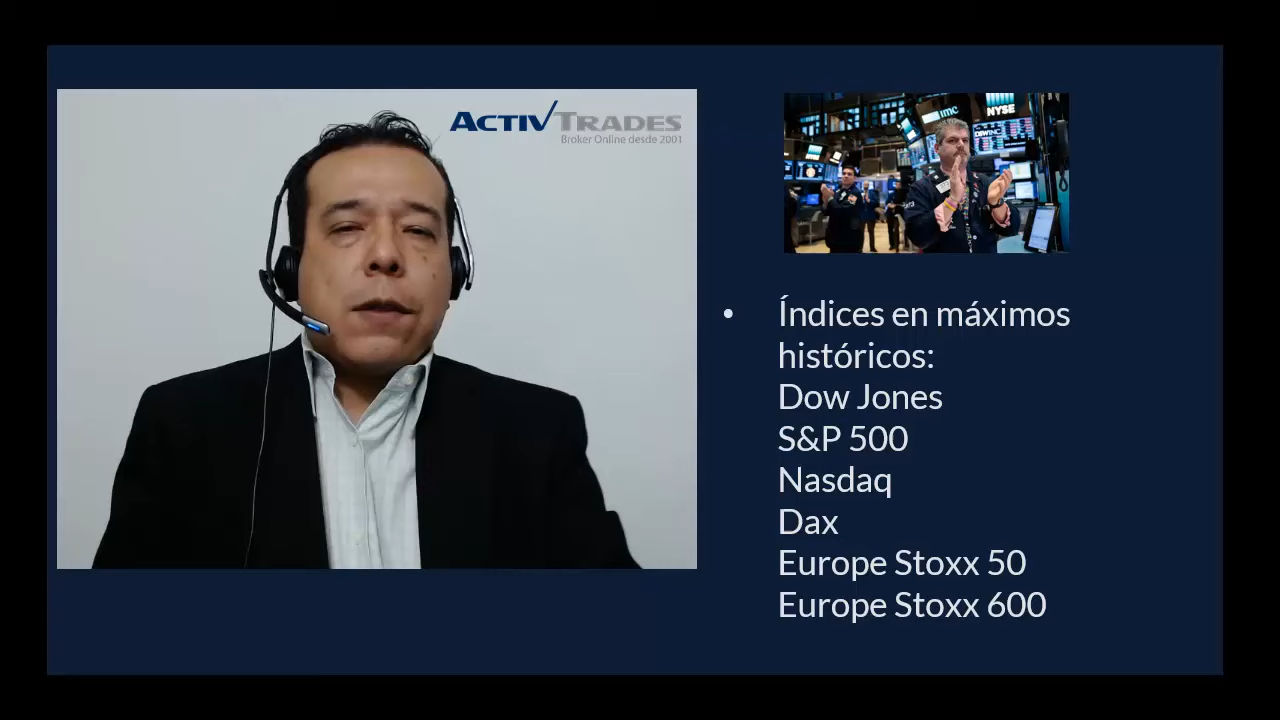 ACTIVTRADES
Broker Online desde 2001
imc
NYSE
• Índices en máximos
históricos:
Dow Jones
S&P 500
Nasdaq
Dax
Europe Stoxx 50
Europe Stoxx 600